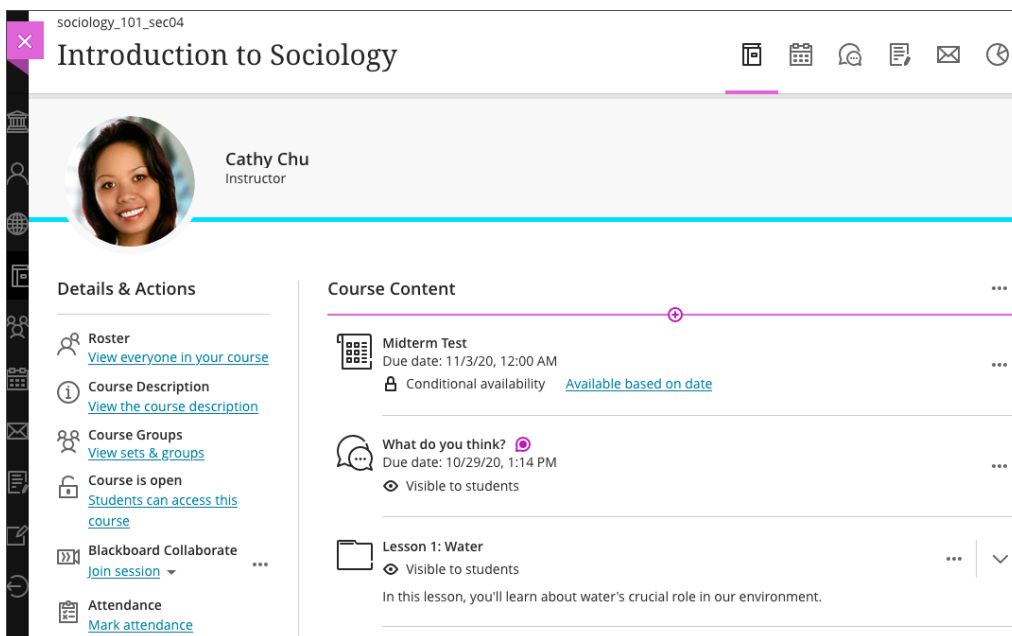 sociology_101_sec04
Introduction to Sociology
Cathy Chu
Instructor
Details & Actions
Roster
View everyone in your course
Course Description
View the course description
Course Groups
View sets & groups
Course is open
Students can access this
course
Blackboard Collaborate
Join session
Attendance
Mark attendance
Course Content
Midterm Test
Due date: 11/3/20, 12:00 AM
Conditional availability Available based on date
What do you think?
Due date: 10/29/20, 1:14 PM
Visible to students
Lesson 1: Water
Visible to students
In this lesson, you'll learn about water's crucial role in our environment.